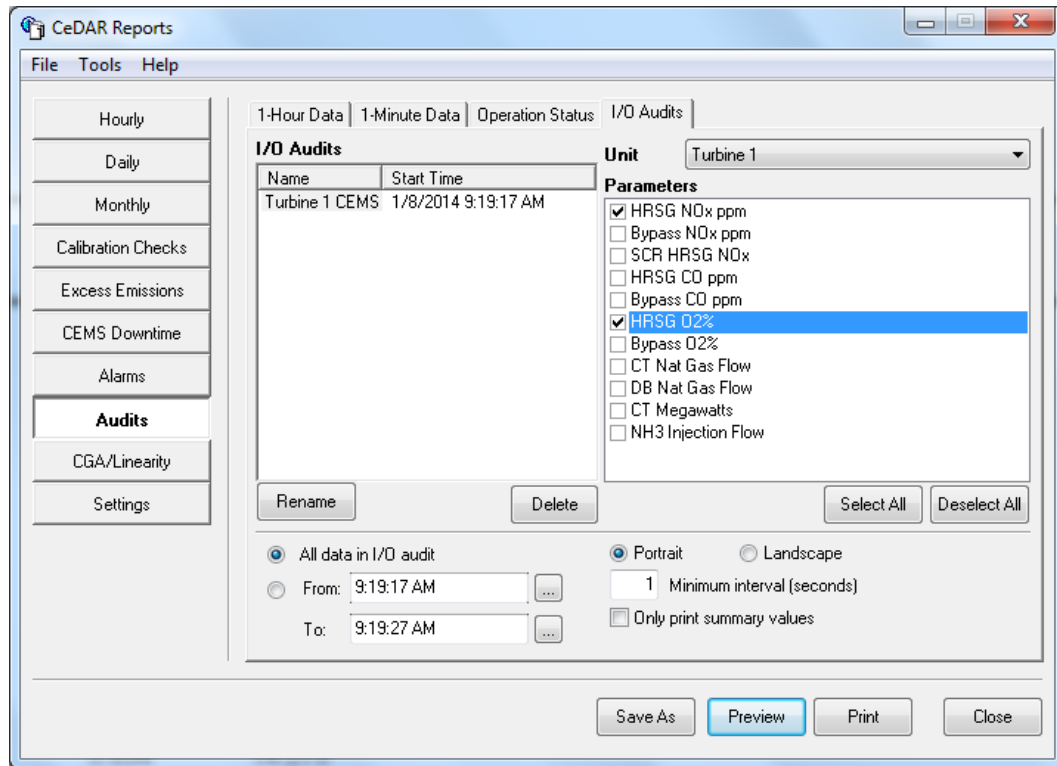 CeDAR Reports
File Tools Help
Hourly
Daily
Monthly
Calibration Checks
Excess Emissions
CEMS Downtime
Alarms
Audits
CGA/Linearity
Settings
1-Hour Data 1-Minute Data Operation Status I/O Audits
I/O Audits
Name Start Time
Turbine 1 CEMS 1/8/2014 9:19:17 AM
Rename Delete
Unit Turbine 1
Parameters
HRSG NOx ppm
Bypass NOx ppm
SCR HRSG NOx
HRSG CO ppm
Bypass CO ppm
HRSG O2%
Bypass O2%
CT Nat Gas Flow
DB Nat Gas Flow
CT Megawatts
NH3 Injection Flow
Select All Deselect All
All data in I/O audit
From: 9:19:17 AM ...
To: 9:19:27 AM ...
Portrait Landscape
1 Minimum interval (seconds)
Only print summary values
Save As Preview Print Close